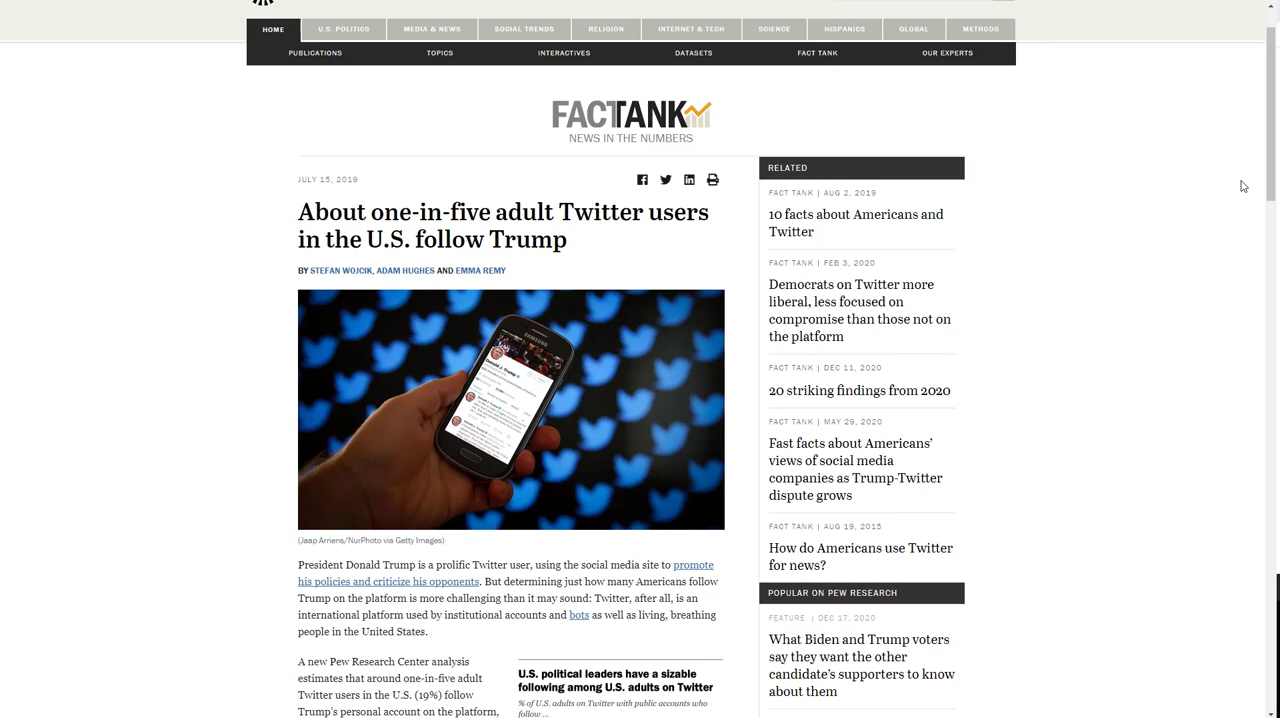 HOME
U.S. POLITICS
MEDIA & NEWS
SOCIAL TRENDS
RELIGION
INTERNET & TECH
SCIENCE
HISPANICS
GLOBAL
METHODS
PUBLICATIONS
TOPICS
INTERACTIVES
DATASETS
FACT TANK
OUR EXPERTS
FACTANK
NEWS IN THE NUMBERS
JULY 15, 2019
About one-in-five adult Twitter users
in the U.S. follow Trump
BY STEFAN WOJCIK, ADAM HUGHES AND EMMA REMY
SAMSUNG
Donald J. Trump
(Jaap Arriens/NurPhoto via Getty Images)
President Donald Trump is a prolific Twitter user, using the social media site to promote
his policies and criticize his opponents. But determining just how many Americans follow
Trump on the platform is more challenging than it may sound: Twitter, after all, is an
international platform used by institutional accounts and bots as well as living, breathing
people in the United States.
A new Pew Research Center analysis
estimates that around one-in-five adult
Twitter users in the U.S. (19%) follow
Trump's personal account on the platform,
U.S. political leaders have a sizable
following among U.S. adults on Twitter
% of U.S. adults on Twitter with public accounts who
follow ...
RELATED
FACT TANK | AUG 2, 2019
10 facts about Americans and
Twitter
FACT TANK | FEB 3, 2020
Democrats on Twitter more
liberal, less focused on
compromise than those not on
the platform
FACT TANK | DEC 11, 2020
20 striking findings from 2020
FACT TANK | MAY 29, 2020
Fast facts about Americans'
views of social media
companies as Trump-Twitter
dispute grows
FACT TANK | AUG 19, 2015
How do Americans use Twitter
for news?
POPULAR ON PEW RESEARCH
FEATURE | DEC 17, 2020
What Biden and Trump voters
say they want the other
candidate's supporters to know
about them